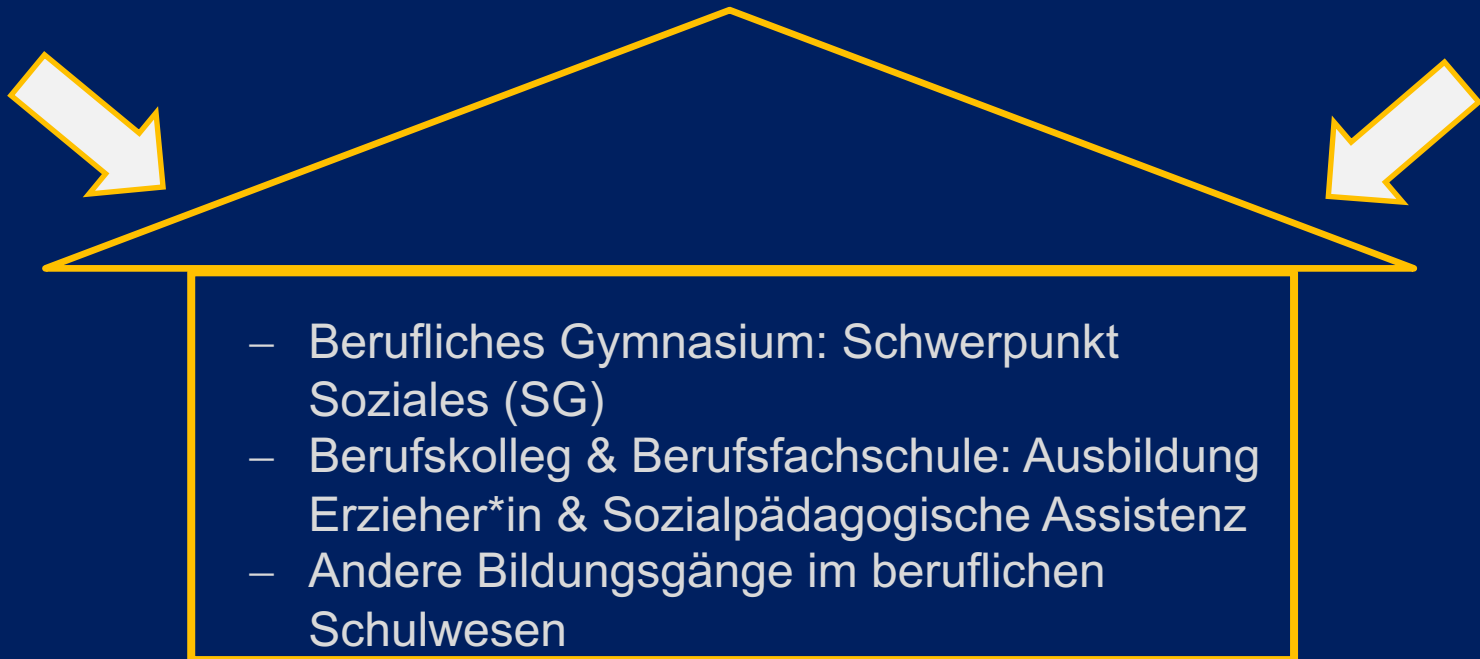 – Berufliches Gymnasium: Schwerpunkt
Soziales (SG)
– Berufskolleg & Berufsfachschule: Ausbildung
Erzieher*in & Sozialpädagogische Assistenz
– Andere Bildungsgänge im beruflichen
Schulwesen